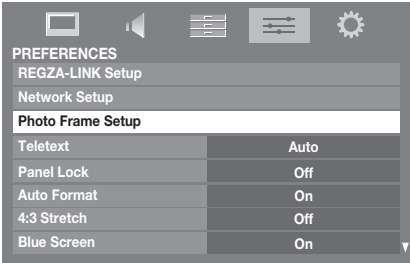 PREFERENCES
REGZA-LINK Setup
Network Setup
Photo Frame Setup
Teletext Auto
Panel Lock Off
Auto Format On
4:3 Stretch Off
Blue Screen On